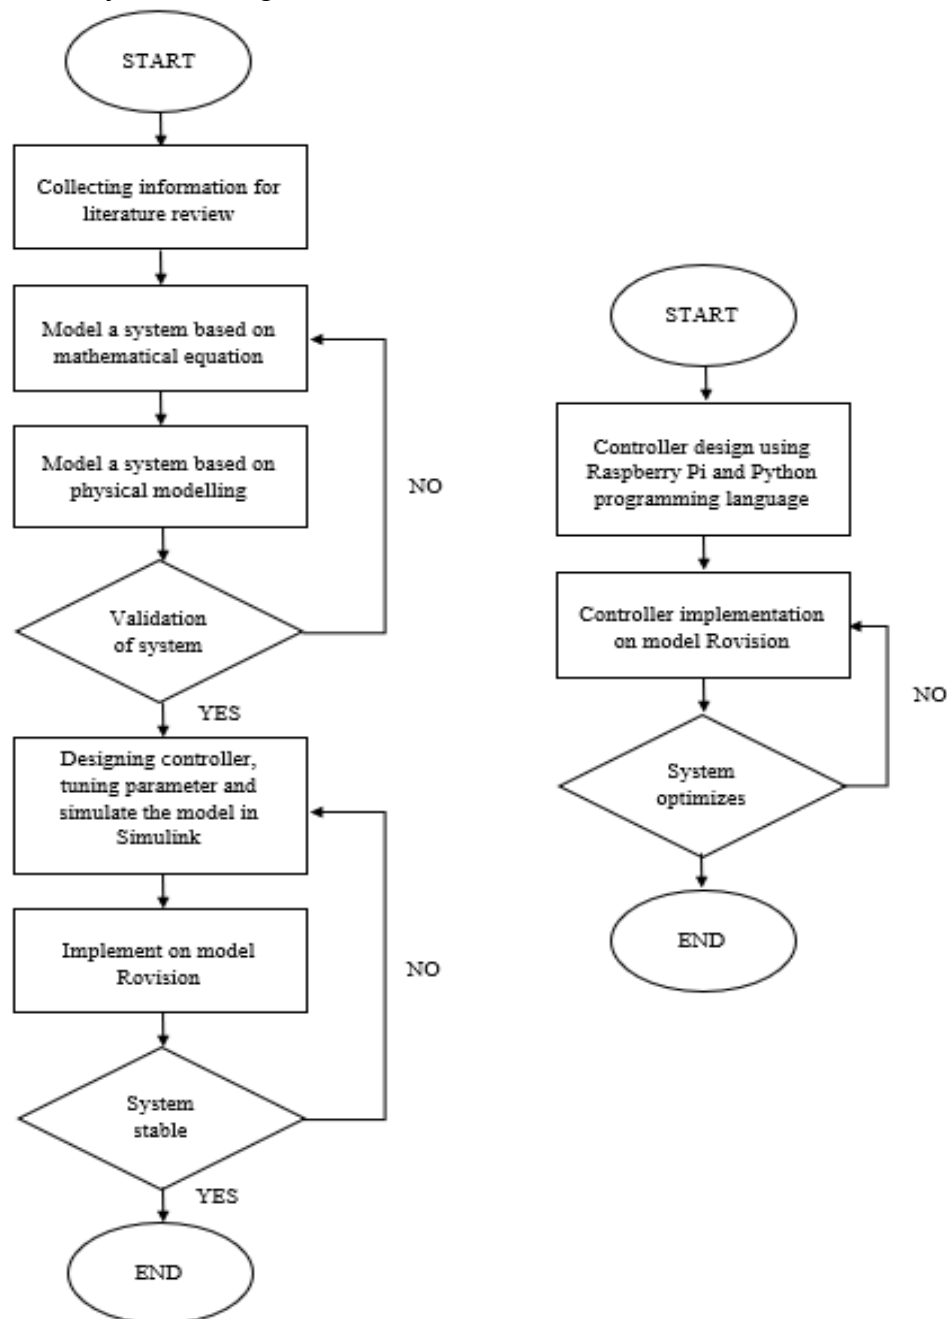 START
Collecting information for
literature review
Model a system based on
mathematical equation
Model a system based on
physical modelling
NO
Validation
of system
YES
Designing controller,
tuning parameter and
simulate the model in
Simulink
Implement on model
Rovision
NO
System
stable
YES
END
START
Controller design using
Raspberry Pi and Python
programming language
Controller implementation
on model Rovision
NO
System
optimizes
END